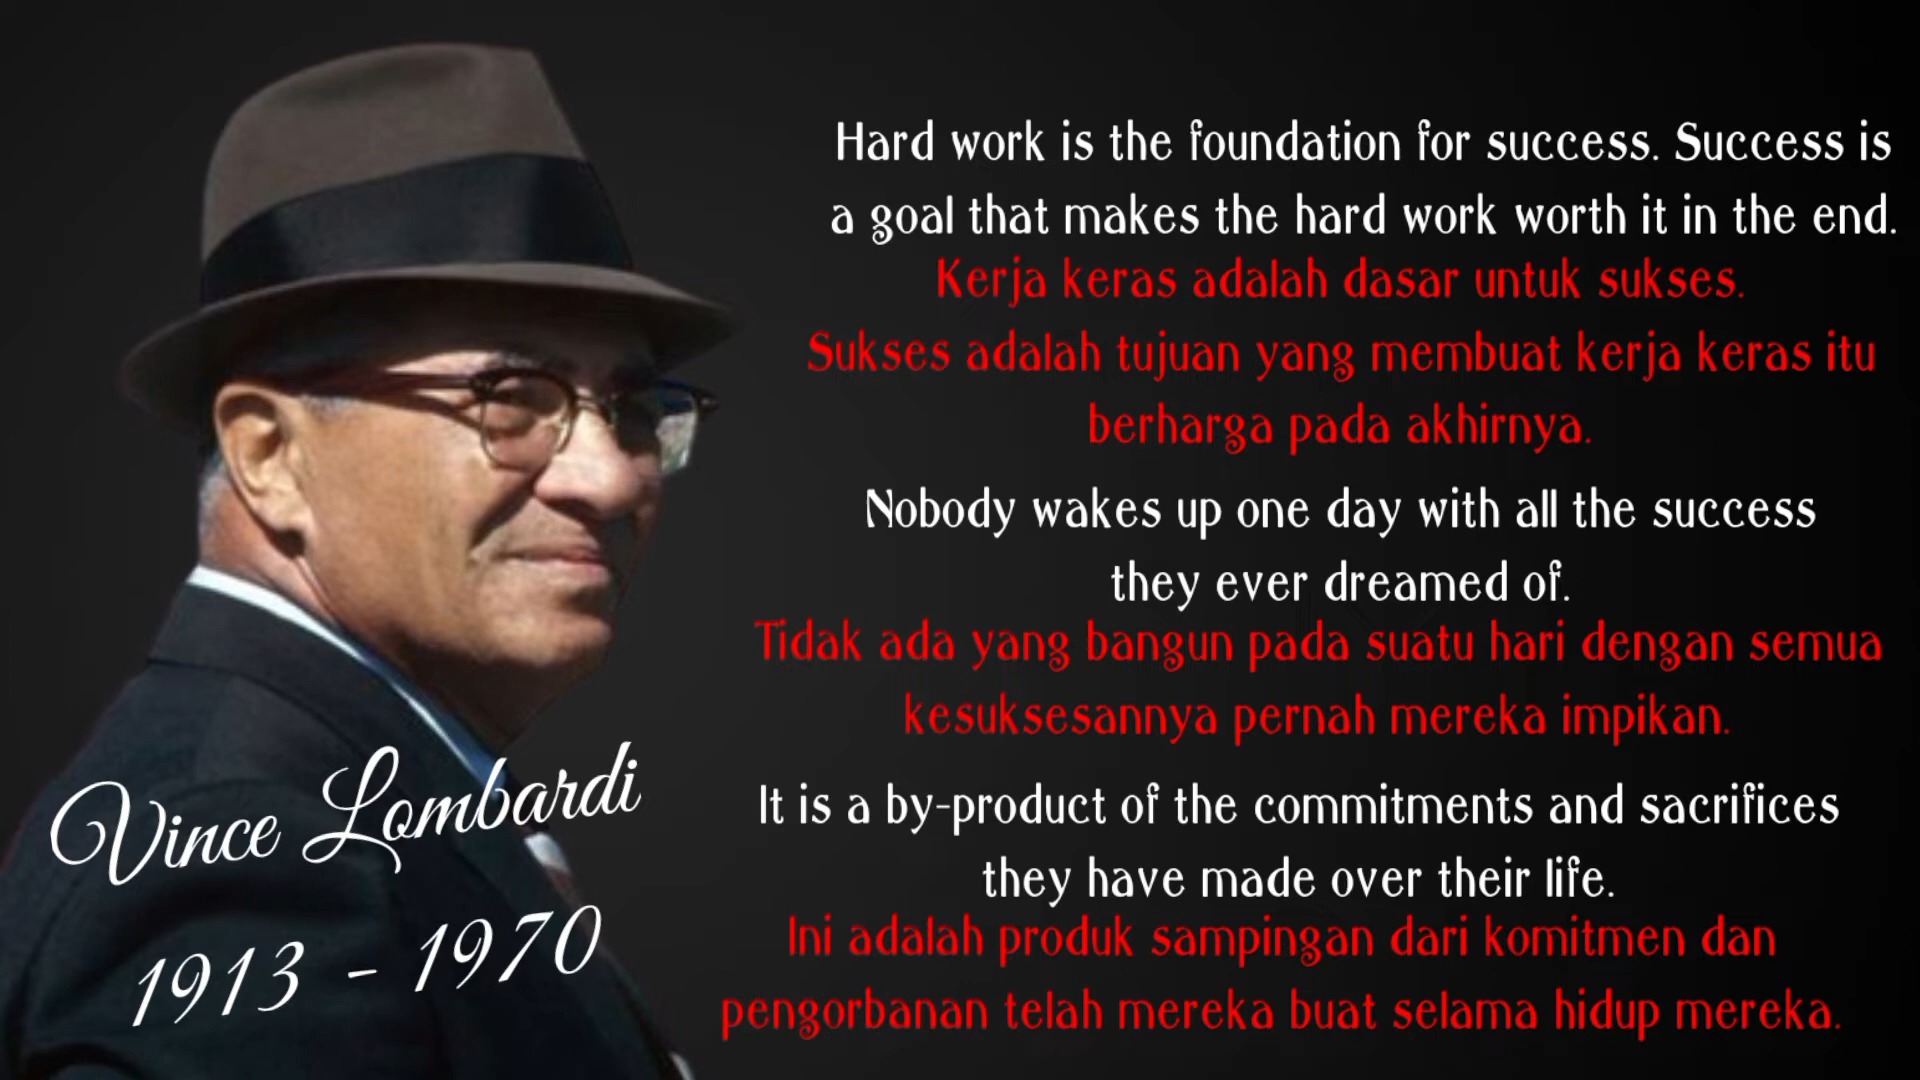 Hard work is the foundation for success. Success is
a goal that makes the hard work worth it in the end.
Kerja keras adalah dasar untuk sukses.
Sukses adalah tujuan yang membuat kerja keras itu
berharga pada akhirnya.
Nobody wakes up one day with all the success
they ever dreamed of.
Tidak ada yang bangun pada suatu hari dengan semua
kesuksesannya pernah mereka impikan.
It is a by-product of the commitments and sacrifices
they have made over their life.
Ini adalah produk sampingan dari komitmen dan
pengorbanan telah mereka buat selama hidup mereka.
Vince Lombardi
1913 - 1970